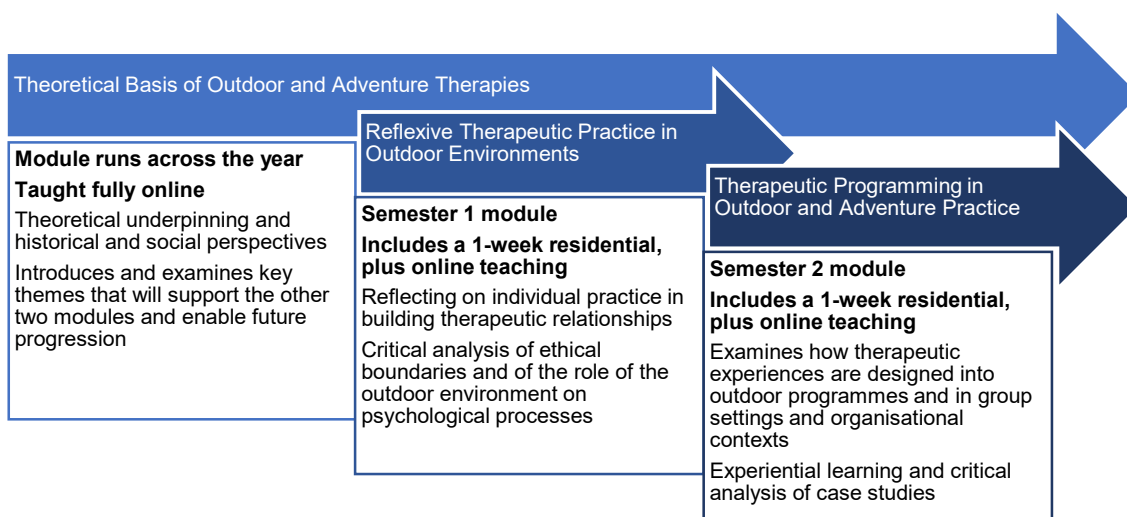 Theoretical Basis of Outdoor and Adventure Therapies
Module runs across the year
Taught fully online
Theoretical underpinning and
historical and social perspectives
Introduces and examines key
themes that will support the other
two modules and enable future
progression
Reflexive Therapeutic Practice in
Outdoor Environments
Semester 1 module
Includes a 1-week residential,
plus online teaching
Reflecting on individual practice in
building therapeutic relationships
Critical analysis of ethical
boundaries and of the role of the
outdoor environment on
psychological processes
Therapeutic Programming in
Outdoor and Adventure Practice
Semester 2 module
Includes a 1-week residential,
plus online teaching
Examines how therapeutic
experiences are designed into
outdoor programmes and in group
settings and organisational
contexts
Experiential learning and critical
analysis of case studies